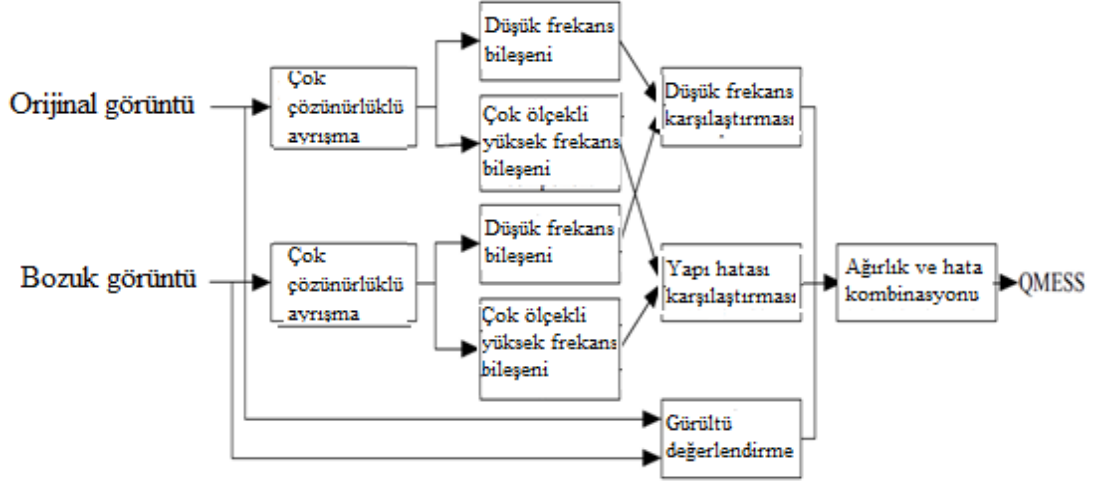 Orijinal görüntü
Çok
çözünürlüklü
ayrışma
Düşük frekans
bileşeni
Çok ölçekli
yüksek frekans
bileşeni
Düşük frekans
karşılaştırması
Bozuk görüntü
Çok
çözünürlüklü
ayrışma
Düşük frekans
bileşeni
Çok ölçekli
yüksek frekans
bileşeni
Yapı hatası
karşılaştırması
Ağırlık ve hata
kombinasyonu
QMESS
Gürültü
değerlendirme